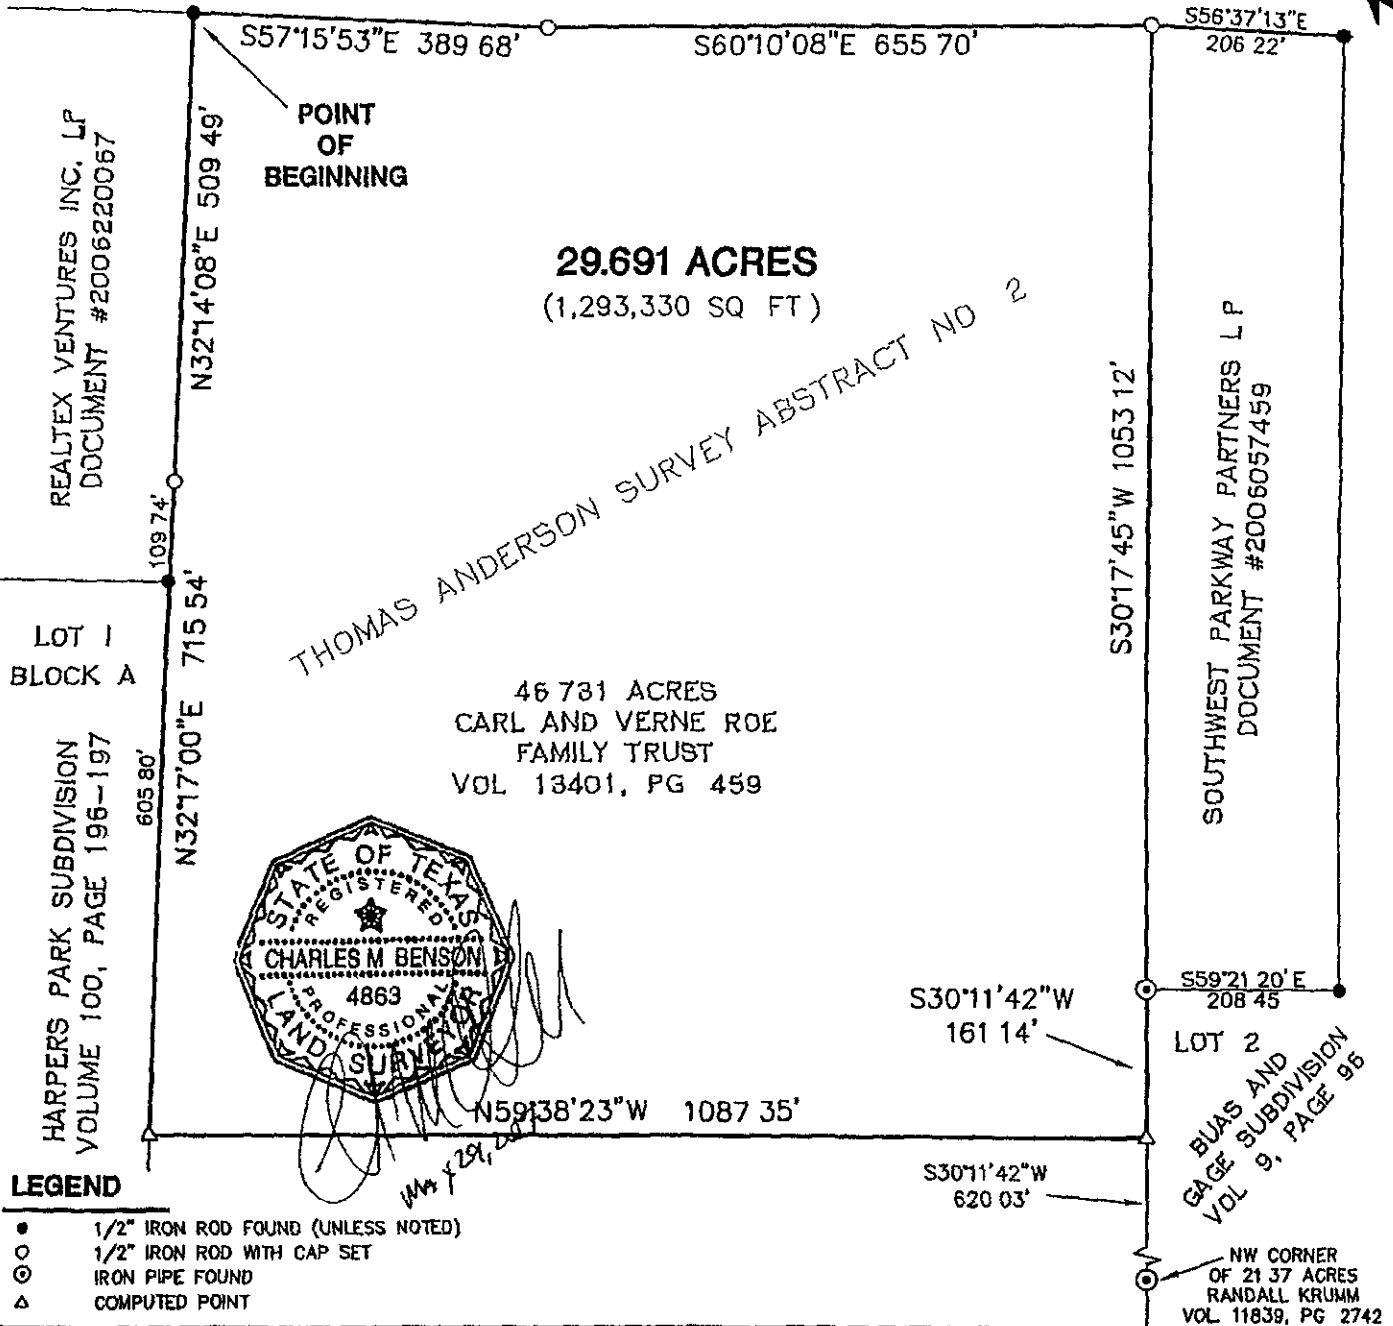 S57°15'53"E 389 68'
S60°10'08"E 655 70'
S56°37'13"E
206 22'
POINT
OF
BEGINNING
REALTEX VENTURES INC. LP
DOCUMENT #2006220067
N32°14'08"E 509 49'
29.691 ACRES
(1,293,330 SQ FT)
THOMAS ANDERSON SURVEY ABSTRACT NO 2
S30°17'45"W 1053 12'
SOUTHWEST PARKWAY PARTNERS L P
DOCUMENT #2006057459
109 74'
LOT 1
BLOCK A
N32°17'00"E 715 54'
605 80'
HARPERS PARK SUBDIVISION
VOLUME 100, PAGE 196-197
46 731 ACRES
CARL AND VERNE ROE
FAMILY TRUST
VOL 13401, PG 459
STATE OF TEXAS
REGISTERED
CHARLES M BENSON
4863
PROFESSIONAL
LAND SURVEYOR
S30°11'42"W
161 14'
S59°21 20' E
208 45
LOT 2
BUAS AND
GAGE SUBDIVISION
VOL 9, PAGE 96
N59°38'23"W 1087 35'
May 29,
S30°11'42"W
620 03'
LEGEND
1/2" IRON ROD FOUND (UNLESS NOTED)
1/2" IRON ROD WITH CAP SET
IRON PIPE FOUND
COMPUTED POINT
NW CORNER
OF 21 37 ACRES
RANDALL KRUMM
VOL 11839, PG 2742